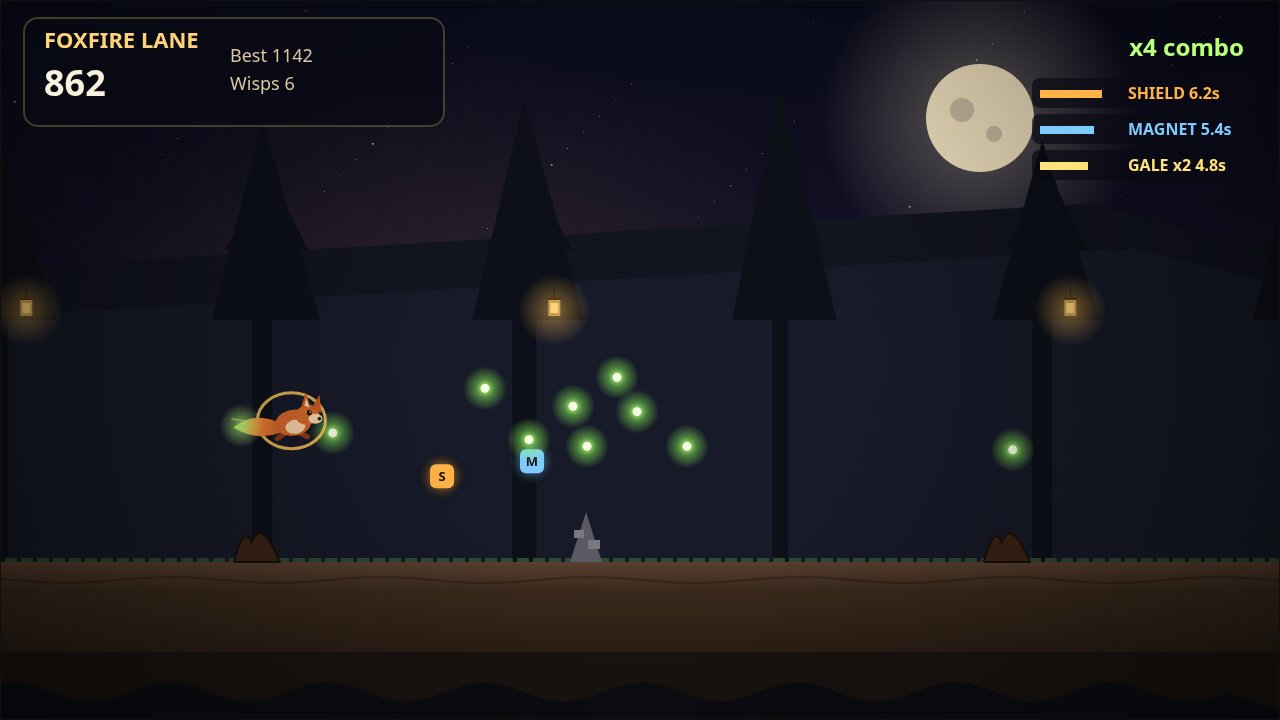 FOXFIRE LANE
862
Best 1142
Wisps 6
x4 combo
SHIELD 6.2s
MAGNET 5.4s
GALE x2 4.8s
S
M